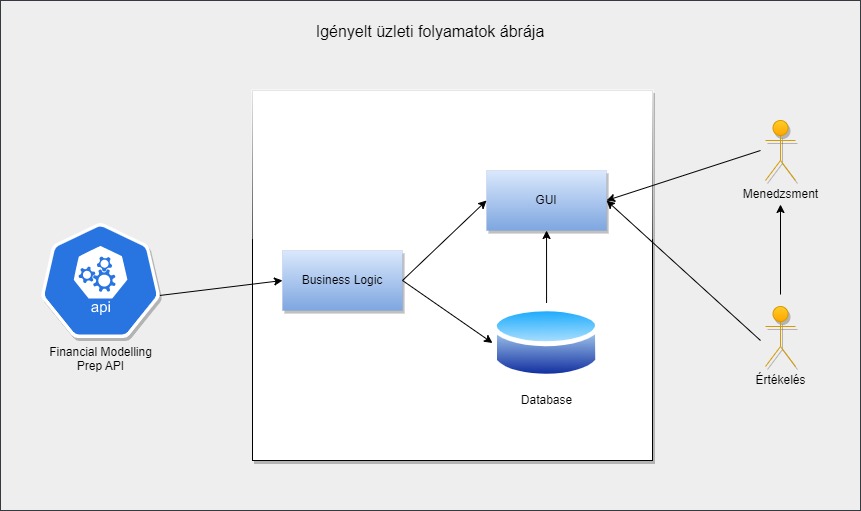 Igényelt üzleti folyamatok ábrája
GUI
Menedzsment
Business Logic
api
Financial Modelling
Prep API
Database
Értékelés